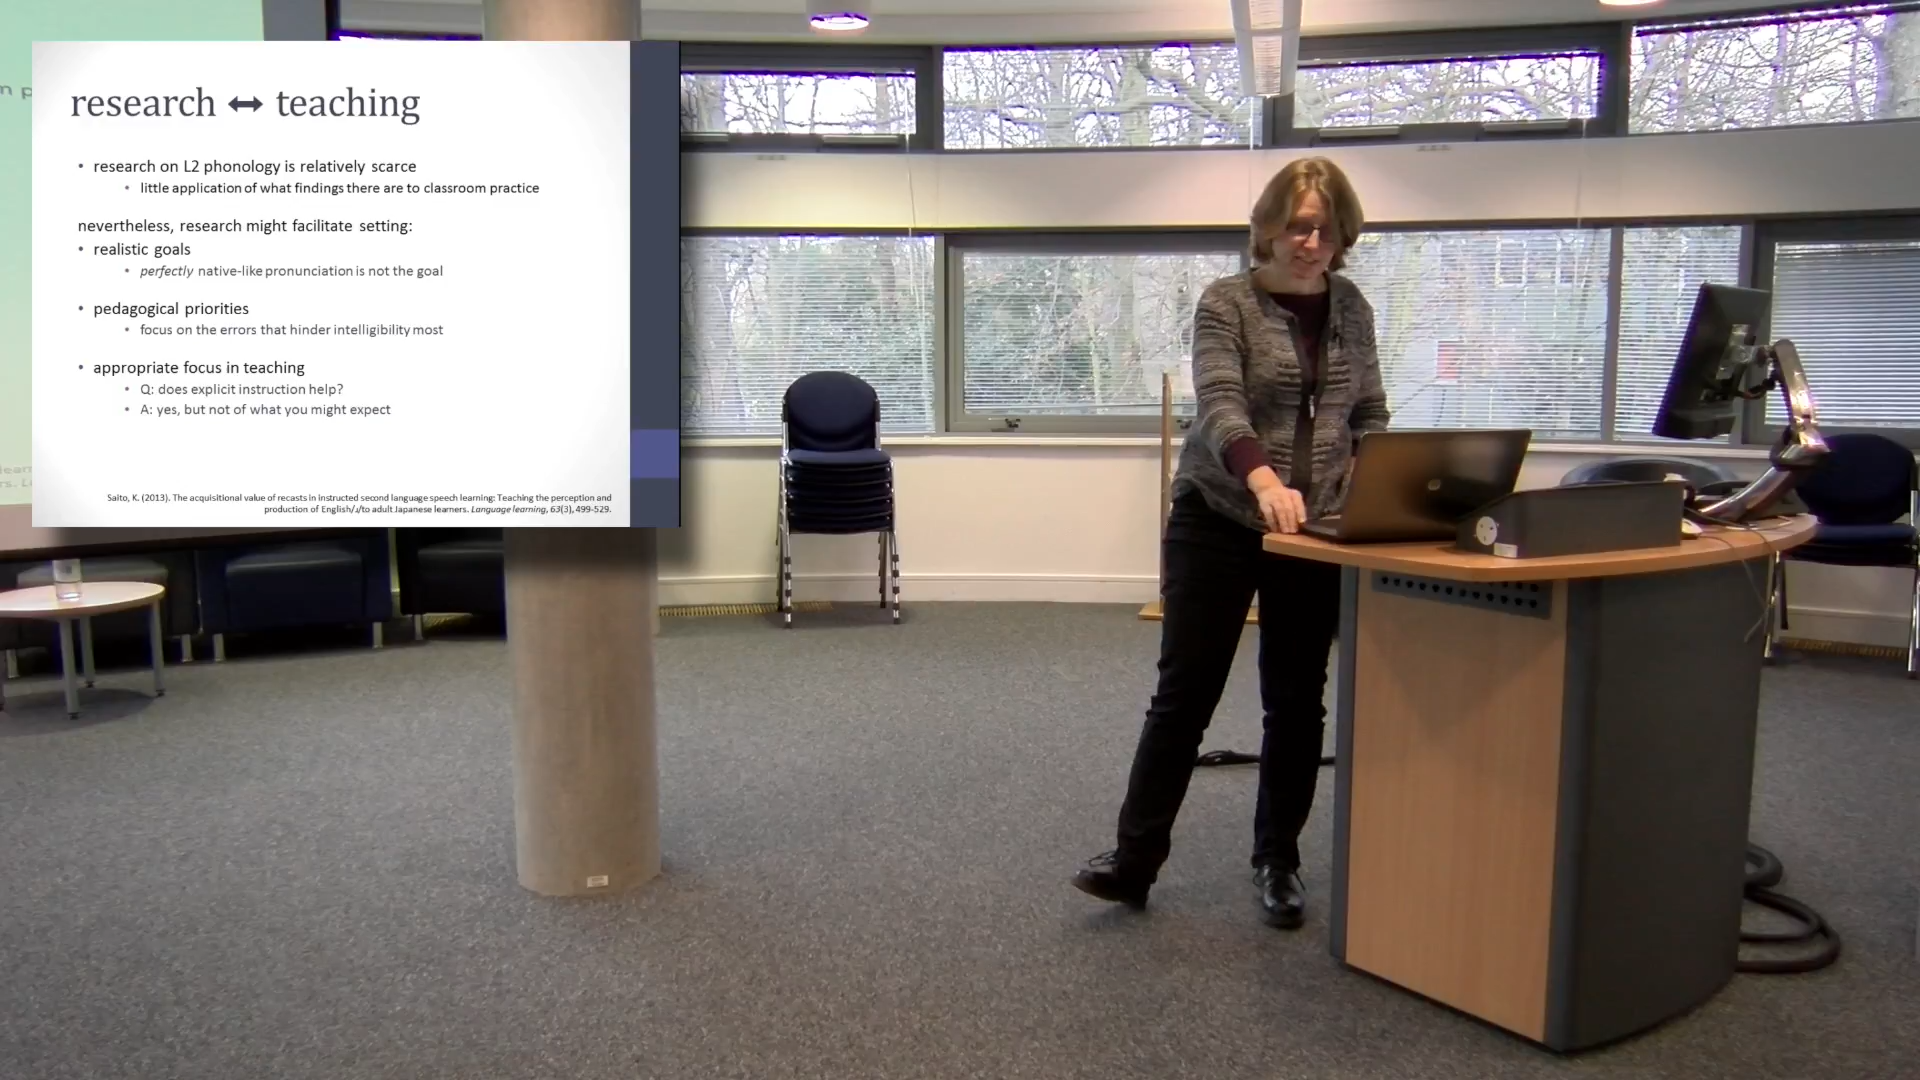 research ↔ teaching
• research on L2 phonology is relatively scarce
• little application of what findings there are to classroom practice
nevertheless, research might facilitate setting:
• realistic goals
• perfectly native-like pronunciation is not the goal
• pedagogical priorities
• focus on the errors that hinder intelligibility most
• appropriate focus in teaching
• Q: does explicit instruction help?
• A: yes, but not of what you might expect
Saito, K. (2013). The acquisitional value of recasts in instructed second language speech learning: Teaching the perception and
production of English/ɹ/to adult Japanese learners. Language learning, 63(3), 499-529.